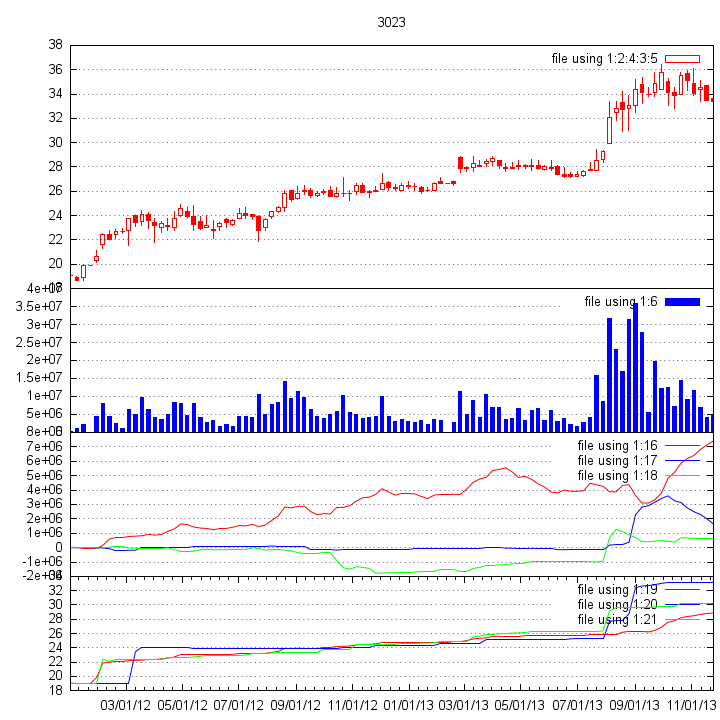 3023
38
file using 1:2:4:3:5
36
34
32
30
28
26
24
22
20
18
4e+07
file using 1:6
3.5e+07
3e+07
2.5e+07
2e+07
1.5e+07
1e+07
5e+06
0
8e+06
file using 1:16
7e+06
file using 1:17
6e+06
file using 1:18
5e+06
4e+06
3e+06
2e+06
1e+06
0
-1e+06
-2e+06
34
file using 1:19
32
file using 1:20
30
file using 1:21
28
26
24
22
20
18
03/01/12 05/01/12 07/01/12 09/01/12 11/01/12 01/01/13 03/01/13 05/01/13 07/01/13 09/01/13 11/01/13